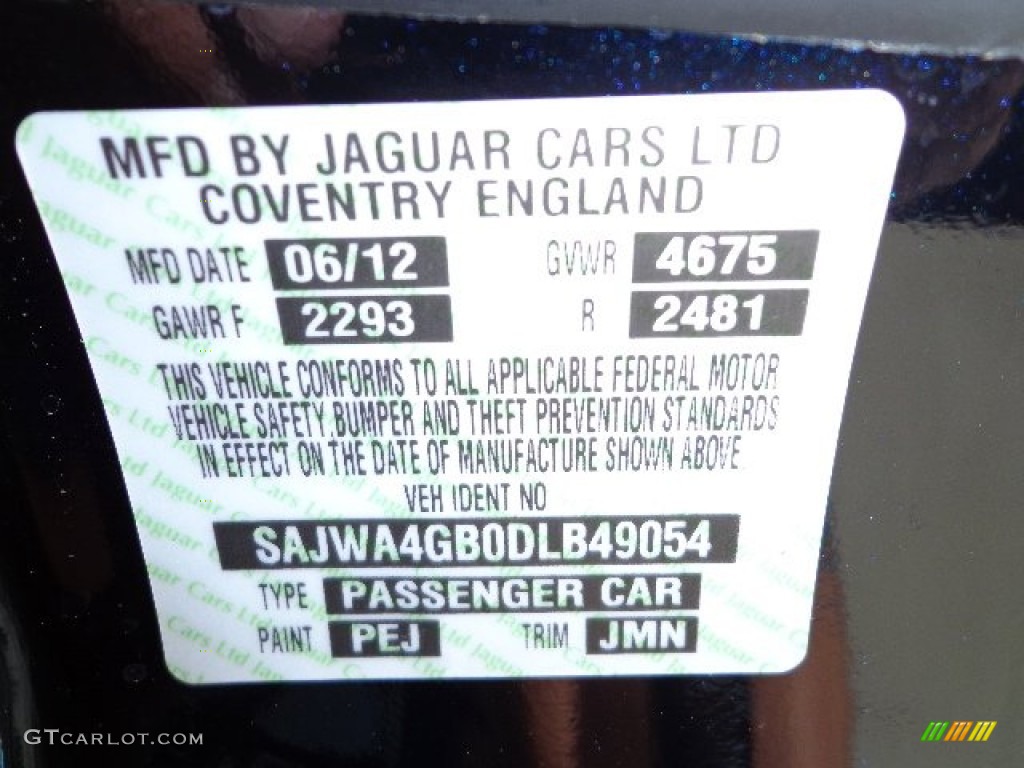 MFD BY JAGUAR CARS LTD
COVENTRY ENGLAND
MFD DATE 06/12 GVWR 4675
GAWR F 2293 R 2481
THIS VEHICLE CONFORMS TO ALL APPLICABLE FEDERAL MOTOR
VEHICLE SAFETY, BUMPER AND THEFT PREVENTION STANDARDS
IN EFFECT ON THE DATE OF MANUFACTURE SHOWN ABOVE
VEH IDENT NO
SAJWA4GB0DLB49054
TYPE PASSENGER CAR
PAINT PEJ TRIM JMN
GTCARLOT.COM